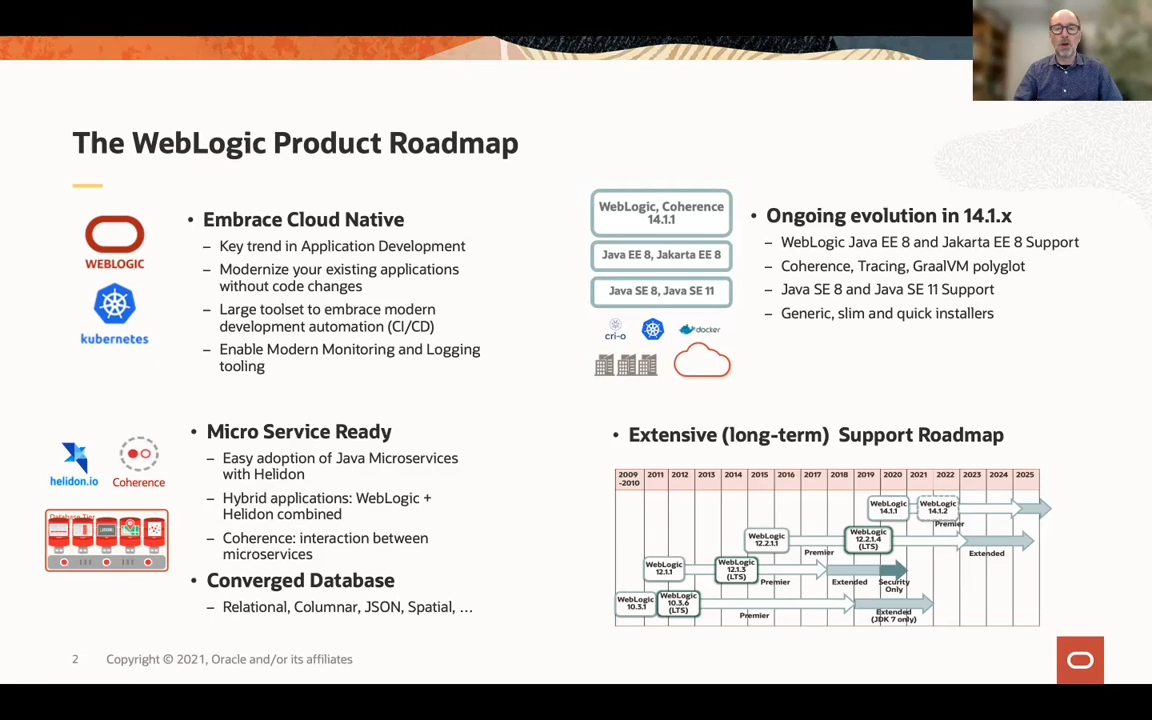 The WebLogic Product Roadmap
WEBLOGIC
kubernetes
• Embrace Cloud Native
– Key trend in Application Development
– Modernize your existing applications
without code changes
– Large toolset to embrace modern
development automation (CI/CD)
– Enable Modern Monitoring and Logging
tooling
WebLogic, Coherence
14.1.1
Java EE 8, Jakarta EE 8
Java SE 8, Java SE 11
cri-o
docker
• Ongoing evolution in 14.1.x
– WebLogic Java EE 8 and Jakarta EE 8 Support
– Coherence, Tracing, GraalVM polyglot
– Java SE 8 and Java SE 11 Support
– Generic, slim and quick installers
helidon.io
Coherence
Database Tier
• Micro Service Ready
– Easy adoption of Java Microservices
with Helidon
– Hybrid applications: WebLogic +
Helidon combined
– Coherence: interaction between
microservices
• Converged Database
– Relational, Columnar, JSON, Spatial, …
• Extensive (long-term) Support Roadmap
2009 2011 2012 2013 2014 2015 2016 2017 2018 2019 2020 2021 2022 2023 2024 2025
-2010
WebLogic
14.1.1
WebLogic
14.1.2
Premier
WebLogic
12.2.1.1
Premier
WebLogic
12.2.1.4
(LTS)
Extended
WebLogic
12.1.1
WebLogic
12.1.3
(LTS)
Premier
Extended
Security
Only
WebLogic
10.3.1
WebLogic
10.3.6
(LTS)
Premier
Extended
(JDK 7 only)
2 Copyright © 2021, Oracle and/or its affiliates